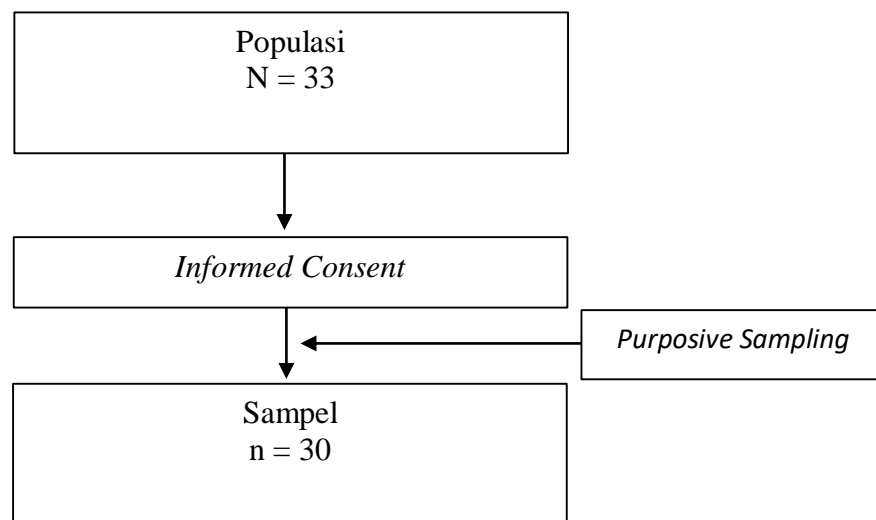 Populasi
N = 33
Informed Consent
Purposive Sampling
Sampel
n = 30